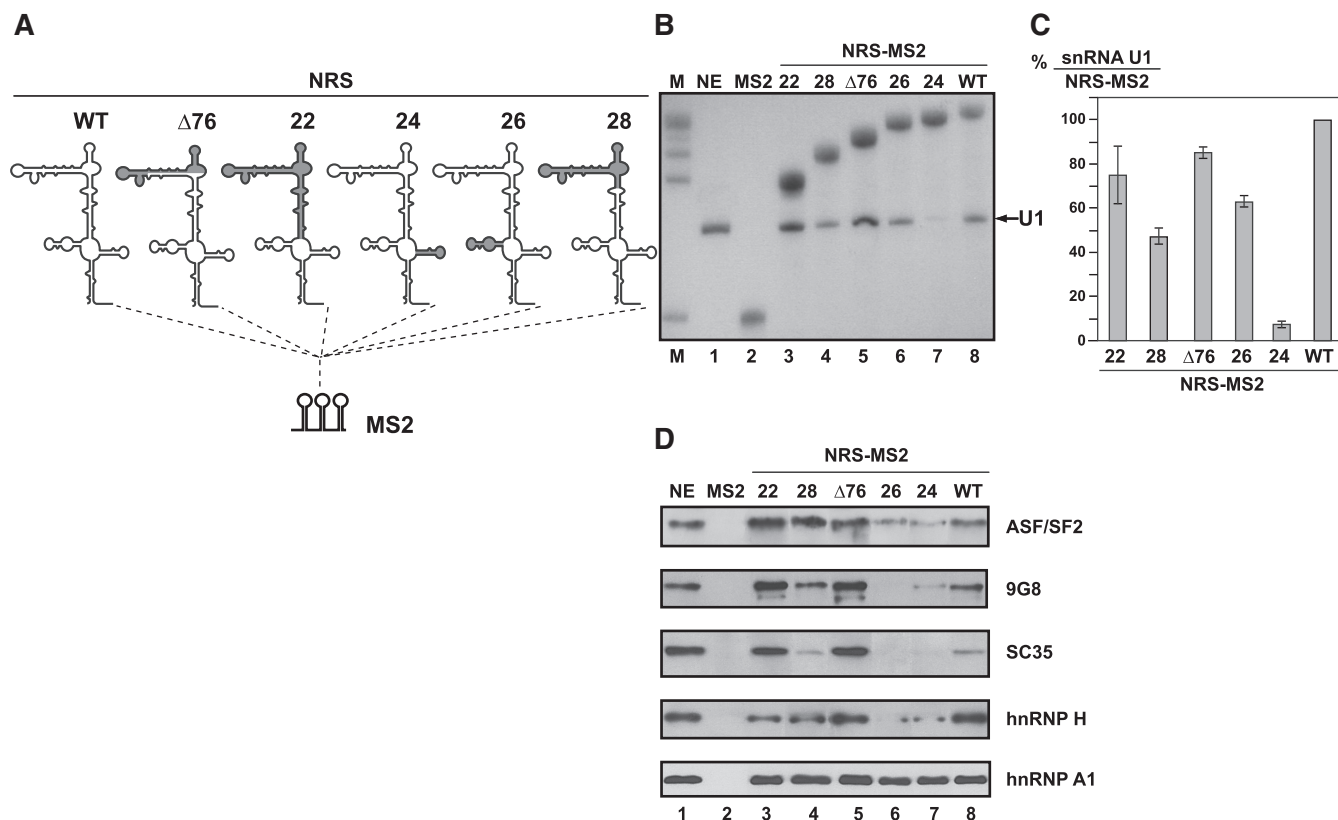 A
NRS
WT Δ76 22 24 26 28
MS2
B
NRS-MS2
M NE MS2 22 28 Δ76 26 24 WT
U1
M 1 2 3 4 5 6 7 8
C
% snRNA U1
NRS-MS2
100
80
60
40
20
0
22 28 Δ76 26 24 WT
NRS-MS2
D
NRS-MS2
NE MS2 22 28 Δ76 26 24 WT
ASF/SF2
9G8
SC35
hnRNP H
hnRNP A1
1 2 3 4 5 6 7 8